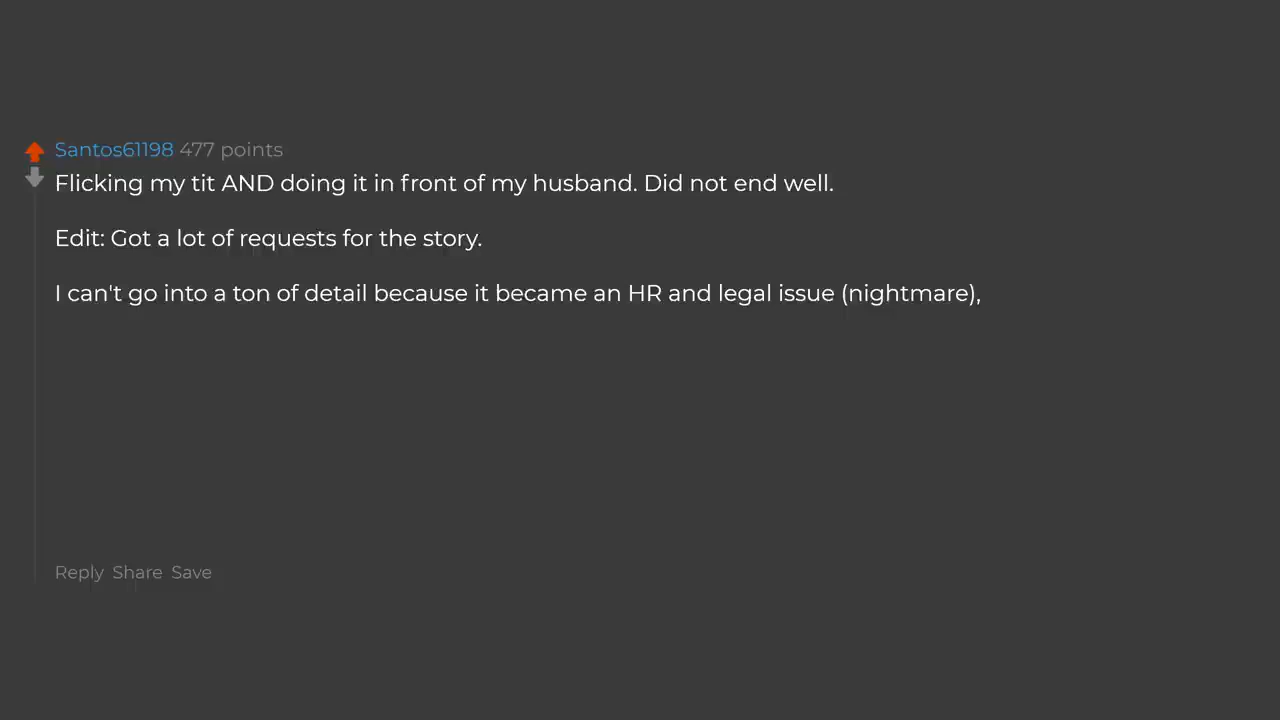 Santos61198 477 points
Flicking my tit AND doing it in front of my husband. Did not end well.
Edit: Got a lot of requests for the story.
I can't go into a ton of detail because it became an HR and legal issue (nightmare),
Reply Share Save